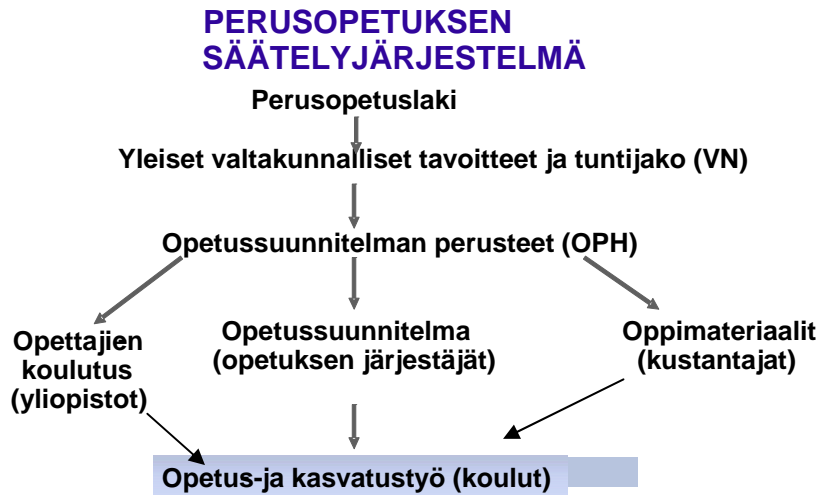 PERUSOPETUKSEN
SÄÄTELYJÄRJESTELMÄ
Perusopetuslaki
Yleiset valtakunnalliset tavoitteet ja tuntijako (VN)
Opetussuunnitelman perusteet (OPH)
Opettajien
koulutus
(yliopistot)
Opetussuunnitelma
(opetuksen järjestäjät)
Oppimateriaalit
(kustantajat)
Opetus-ja kasvatustyö (koulut)